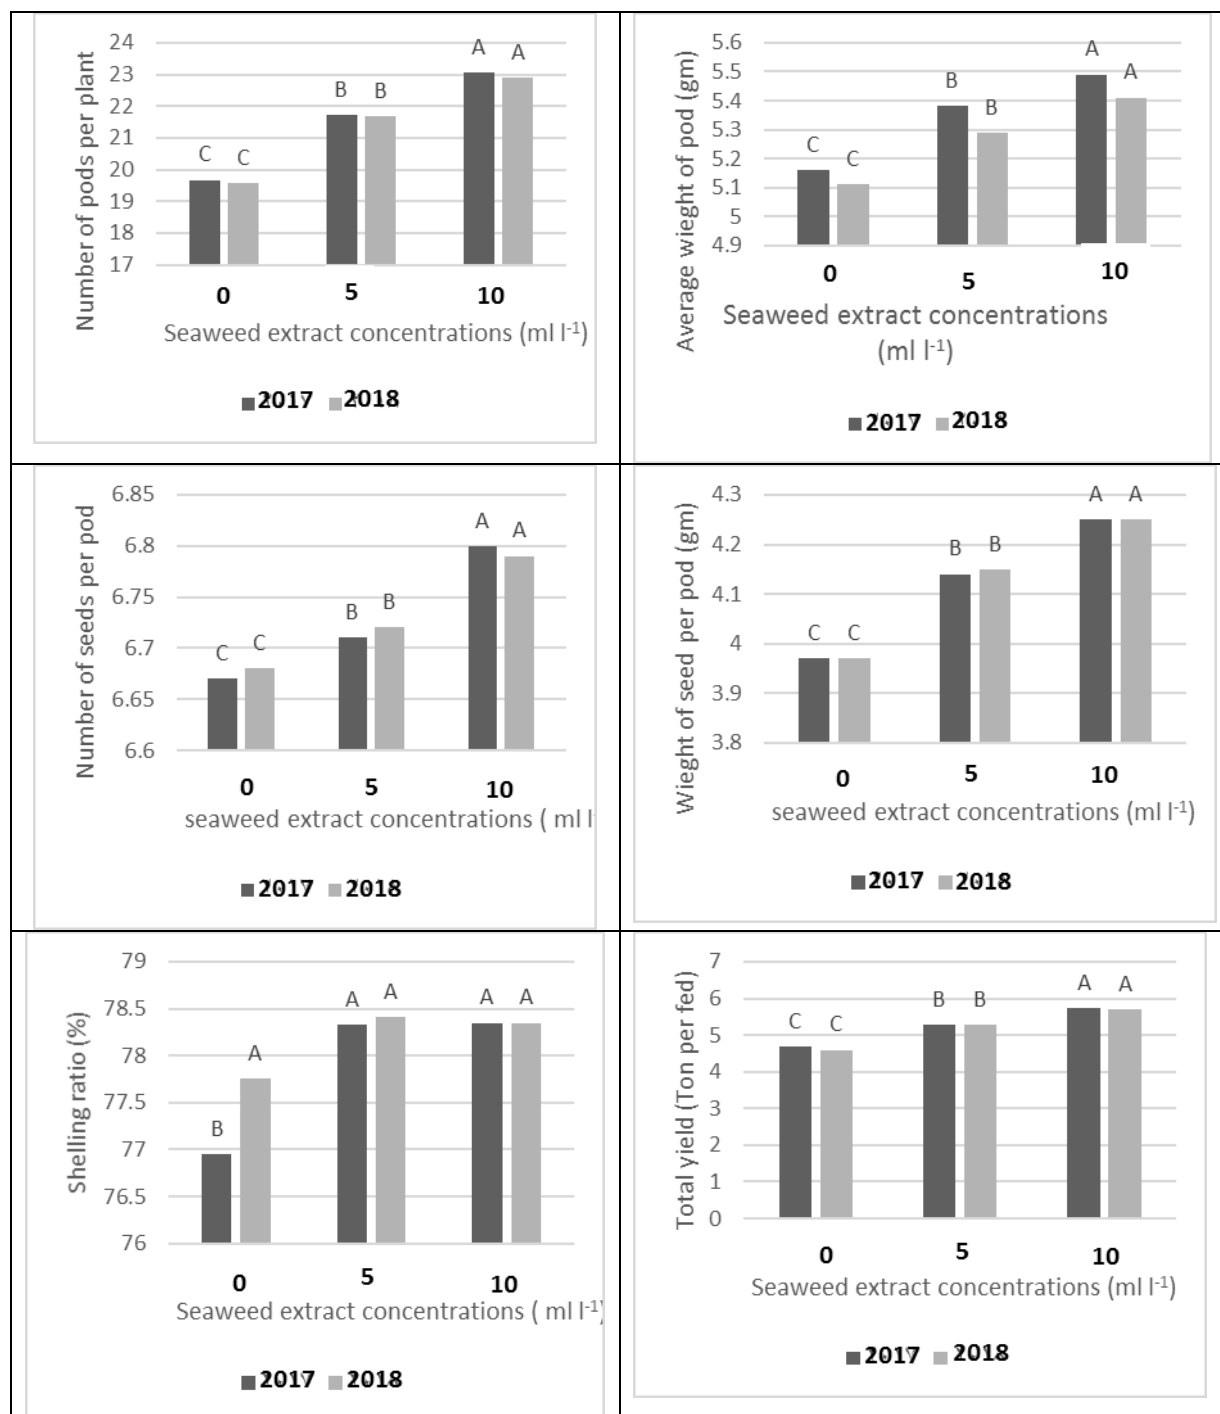 Number of pods per plant
24
23
22
21
20
19
18
17
C C B B A A
0 5 10
Seaweed extract concentrations (ml l-1)
2017 2018
Average wieght of pod (gm)
5.6
5.5
5.4
5.3
5.2
5.1
5
4.9
C C B B A A
0 5 10
Seaweed extract concentrations
(ml l-1)
2017 2018
Number of seeds per pod
6.85
6.8
6.75
6.7
6.65
6.6
C C B B A A
0 5 10
seaweed extract concentrations ( ml l
2017 2018
Wieght of seed per pod (gm)
4.3
4.2
4.1
4
3.9
3.8
C C B B A A
0 5 10
seaweed extract concentrations (ml l-1)
2017 2018
Shelling ratio (%)
79
78.5
78
77.5
77
76.5
76
B A A A A A
0 5 10
Seaweed extract concentrations ( ml l-1)
2017 2018
Total yield (Ton per fed)
7
6
5
4
3
2
1
0
C C B B A A
0 5 10
Seaweed extract concentrations (ml l-1)
2017 2018